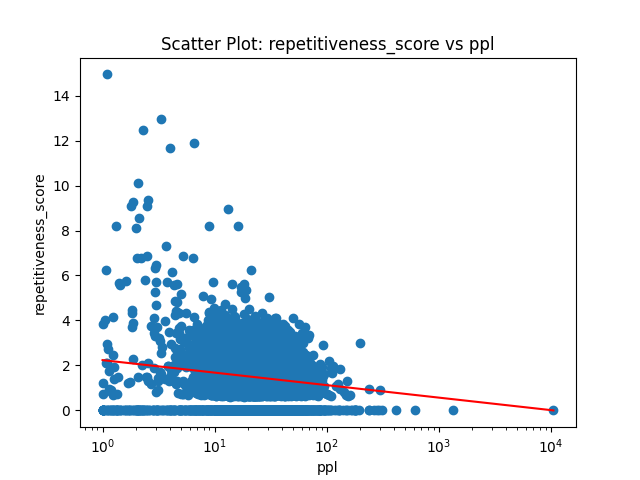 Scatter Plot: repetitiveness_score vs ppl
14
12
10
8
6
4
2
0
repetitiveness_score
10⁰ 10¹ 10² 10³ 10⁴
ppl